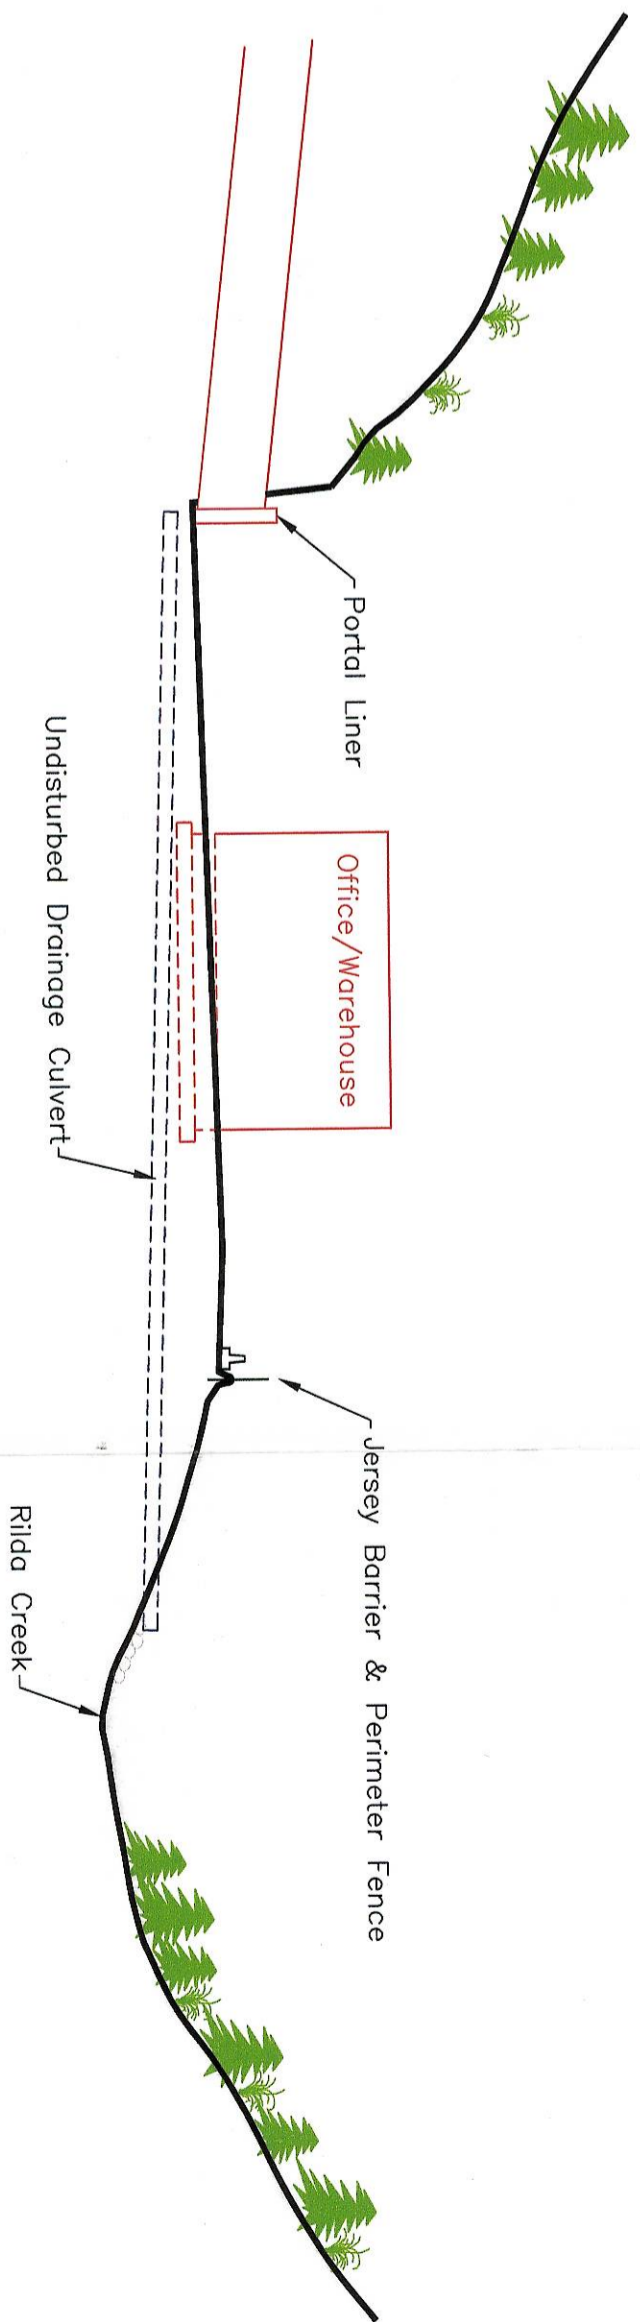 Portal Liner
Office/Warehouse
Undisturbed Drainage Culvert
Jersey Barrier & Perimeter Fence
Rilda Creek